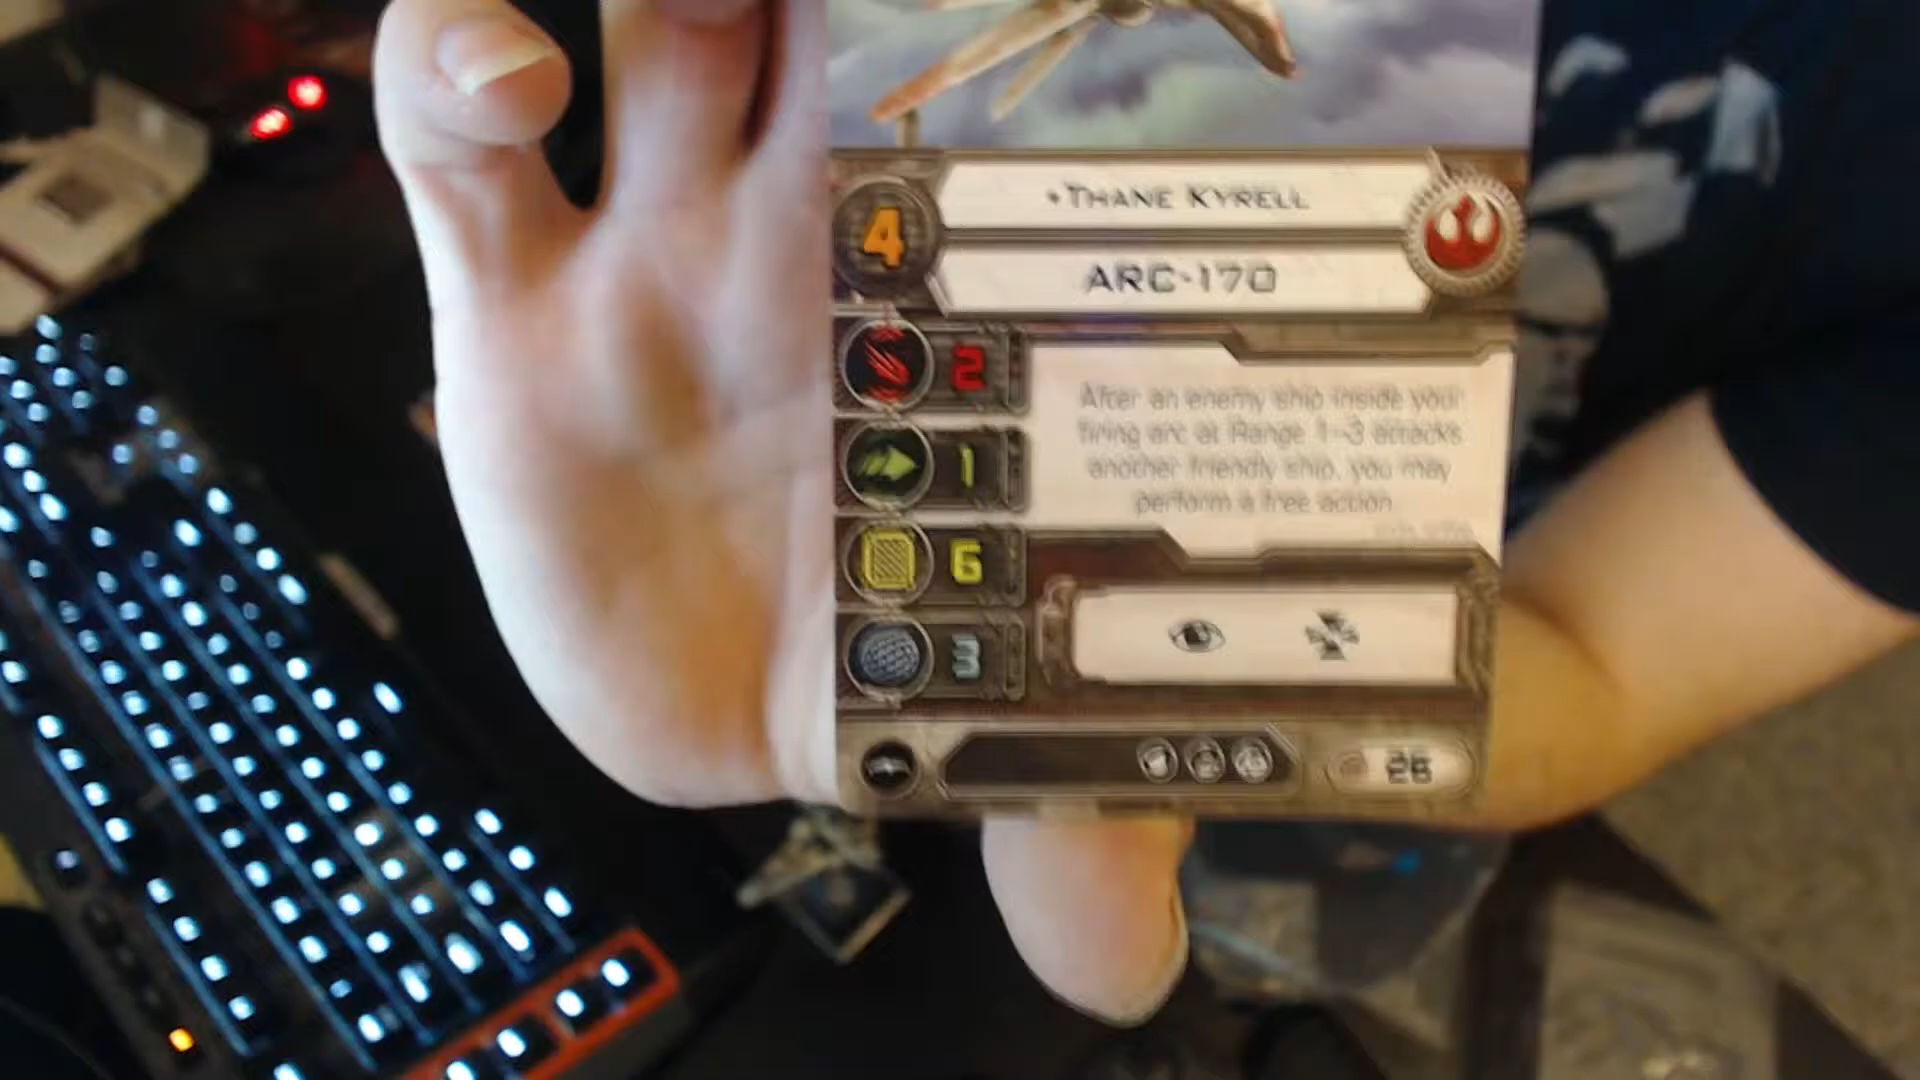 •THANE KYRELL
4
ARC-170
2
After an enemy ship inside your
firing arc at Range 1-3 attacks
another friendly ship, you may
perform a free action.
1
6
3
26